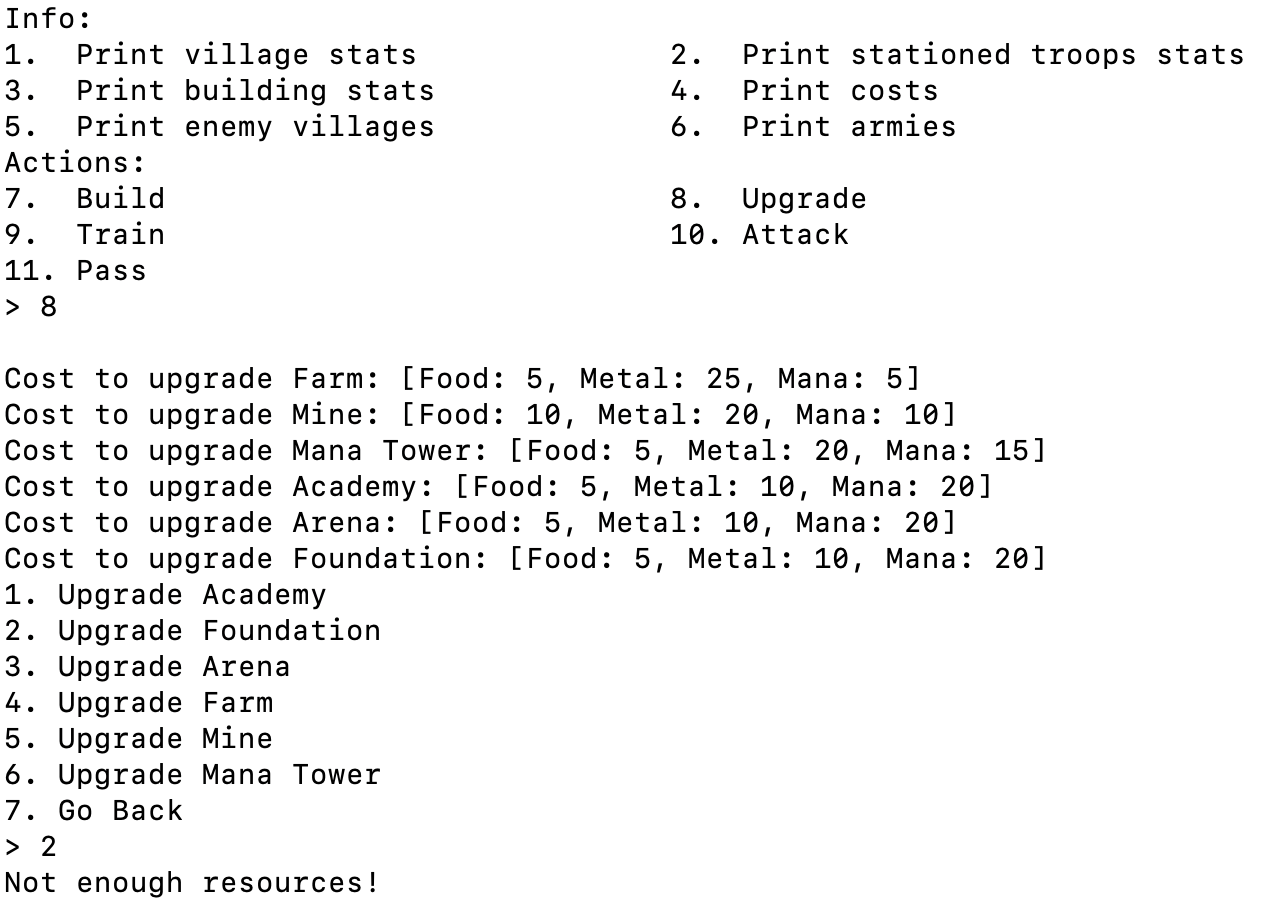 Info:
1.  Print village stats              2.  Print stationed troops stats
3.  Print building stats             4.  Print costs
5.  Print enemy villages             6.  Print armies
Actions:
7.  Build                            8.  Upgrade
9.  Train                            10. Attack
11. Pass
> 8

Cost to upgrade Farm: [Food: 5, Metal: 25, Mana: 5]
Cost to upgrade Mine: [Food: 10, Metal: 20, Mana: 10]
Cost to upgrade Mana Tower: [Food: 5, Metal: 20, Mana: 15]
Cost to upgrade Academy: [Food: 5, Metal: 10, Mana: 20]
Cost to upgrade Arena: [Food: 5, Metal: 10, Mana: 20]
Cost to upgrade Foundation: [Food: 5, Metal: 10, Mana: 20]
1. Upgrade Academy
2. Upgrade Foundation
3. Upgrade Arena
4. Upgrade Farm
5. Upgrade Mine
6. Upgrade Mana Tower
7. Go Back
> 2
Not enough resources!